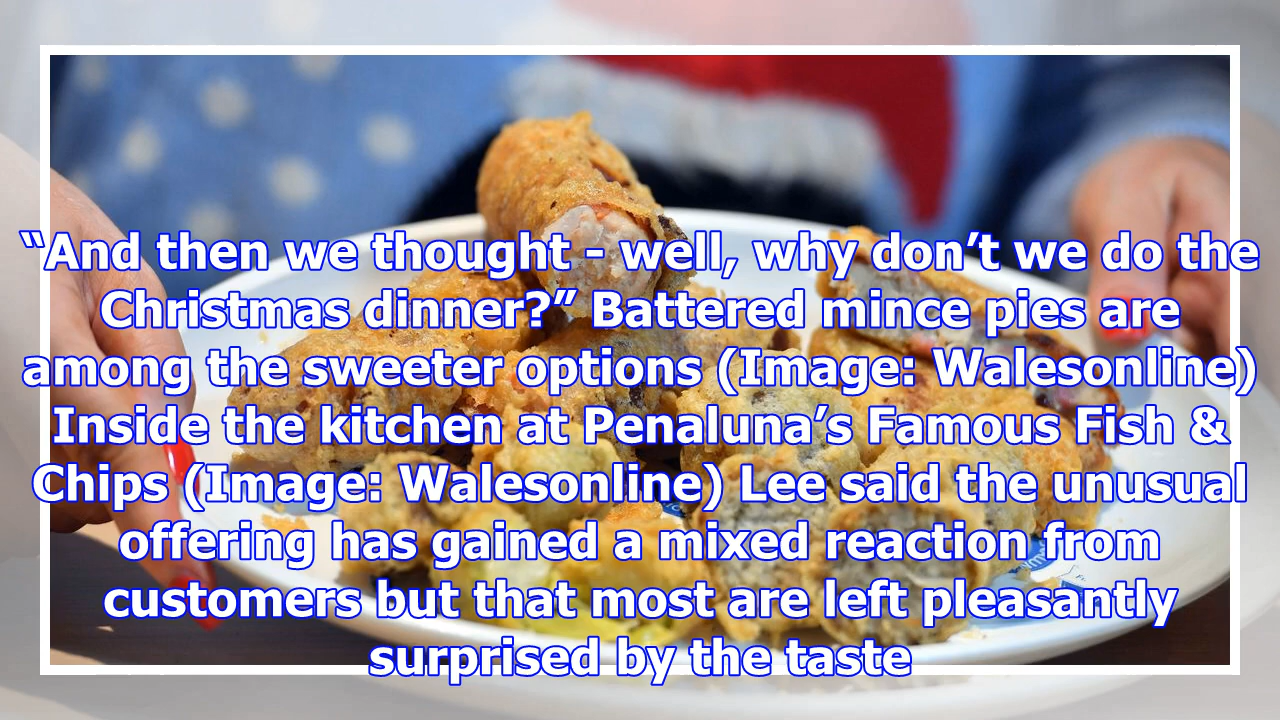 “And then we thought - well, why don’t we do the
Christmas dinner?” Battered mince pies are
among the sweeter options (Image: Walesonline)
Inside the kitchen at Penaluna’s Famous Fish &
Chips (Image: Walesonline) Lee said the unusual
offering has gained a mixed reaction from
customers but that most are left pleasantly
surprised by the taste